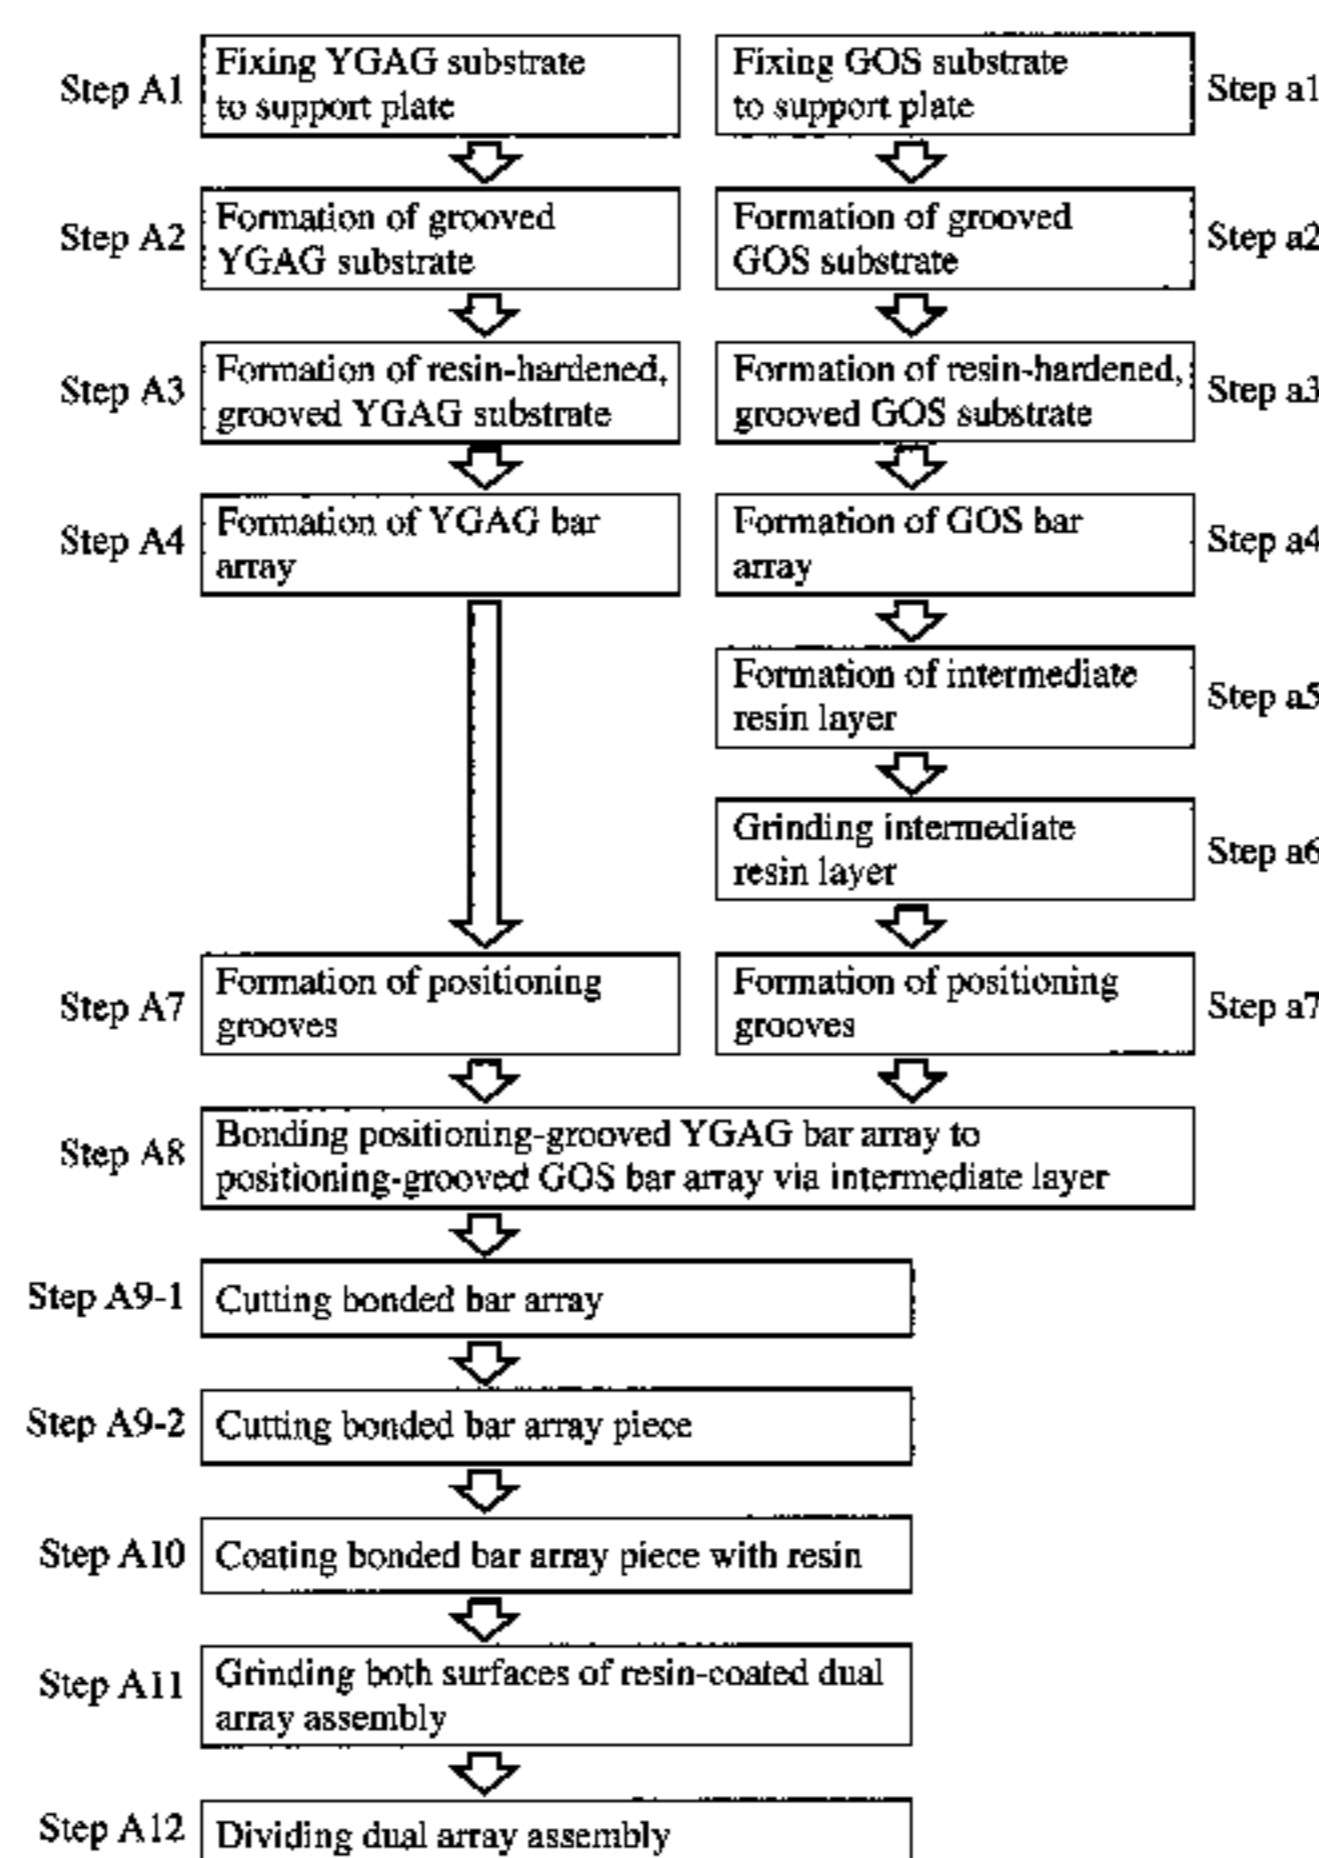 Step A1
Fixing YGAG substrate
to support plate
Fixing GOS substrate
to support plate
Step a1
Step A2
Formation of grooved
YGAG substrate
Formation of grooved
GOS substrate
Step a2
Step A3
Formation of resin-hardened,
grooved YGAG substrate
Formation of resin-hardened,
grooved GOS substrate
Step a3
Step A4
Formation of YGAG bar
array
Formation of GOS bar
array
Step a4
Formation of intermediate
resin layer
Step a5
Grinding intermediate
resin layer
Step a6
Step A7
Formation of positioning
grooves
Formation of positioning
grooves
Step a7
Step A8
Bonding positioning-grooved YGAG bar array to
positioning-grooved GOS bar array via intermediate layer
Step A9-1
Cutting bonded bar array
Step A9-2
Cutting bonded bar array piece
Step A10
Coating bonded bar array piece with resin
Step A11
Grinding both surfaces of resin-coated dual
array assembly
Step A12
Dividing dual array assembly